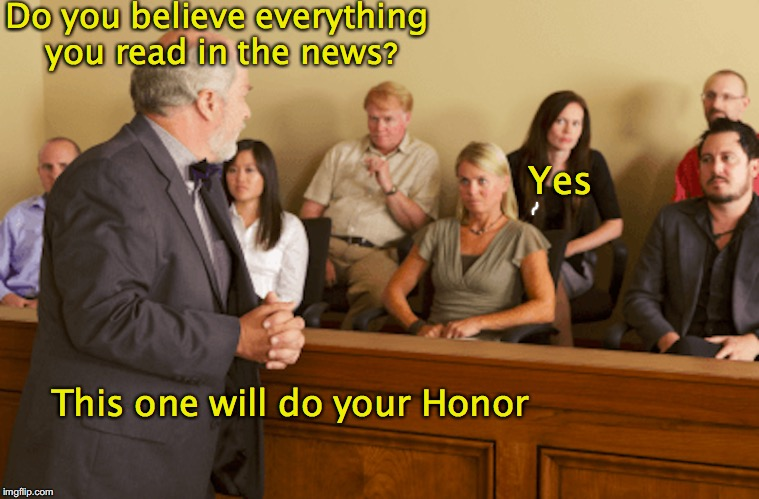 Do you believe everything
you read in the news?
Yes
This one will do your Honor
imgflip.com